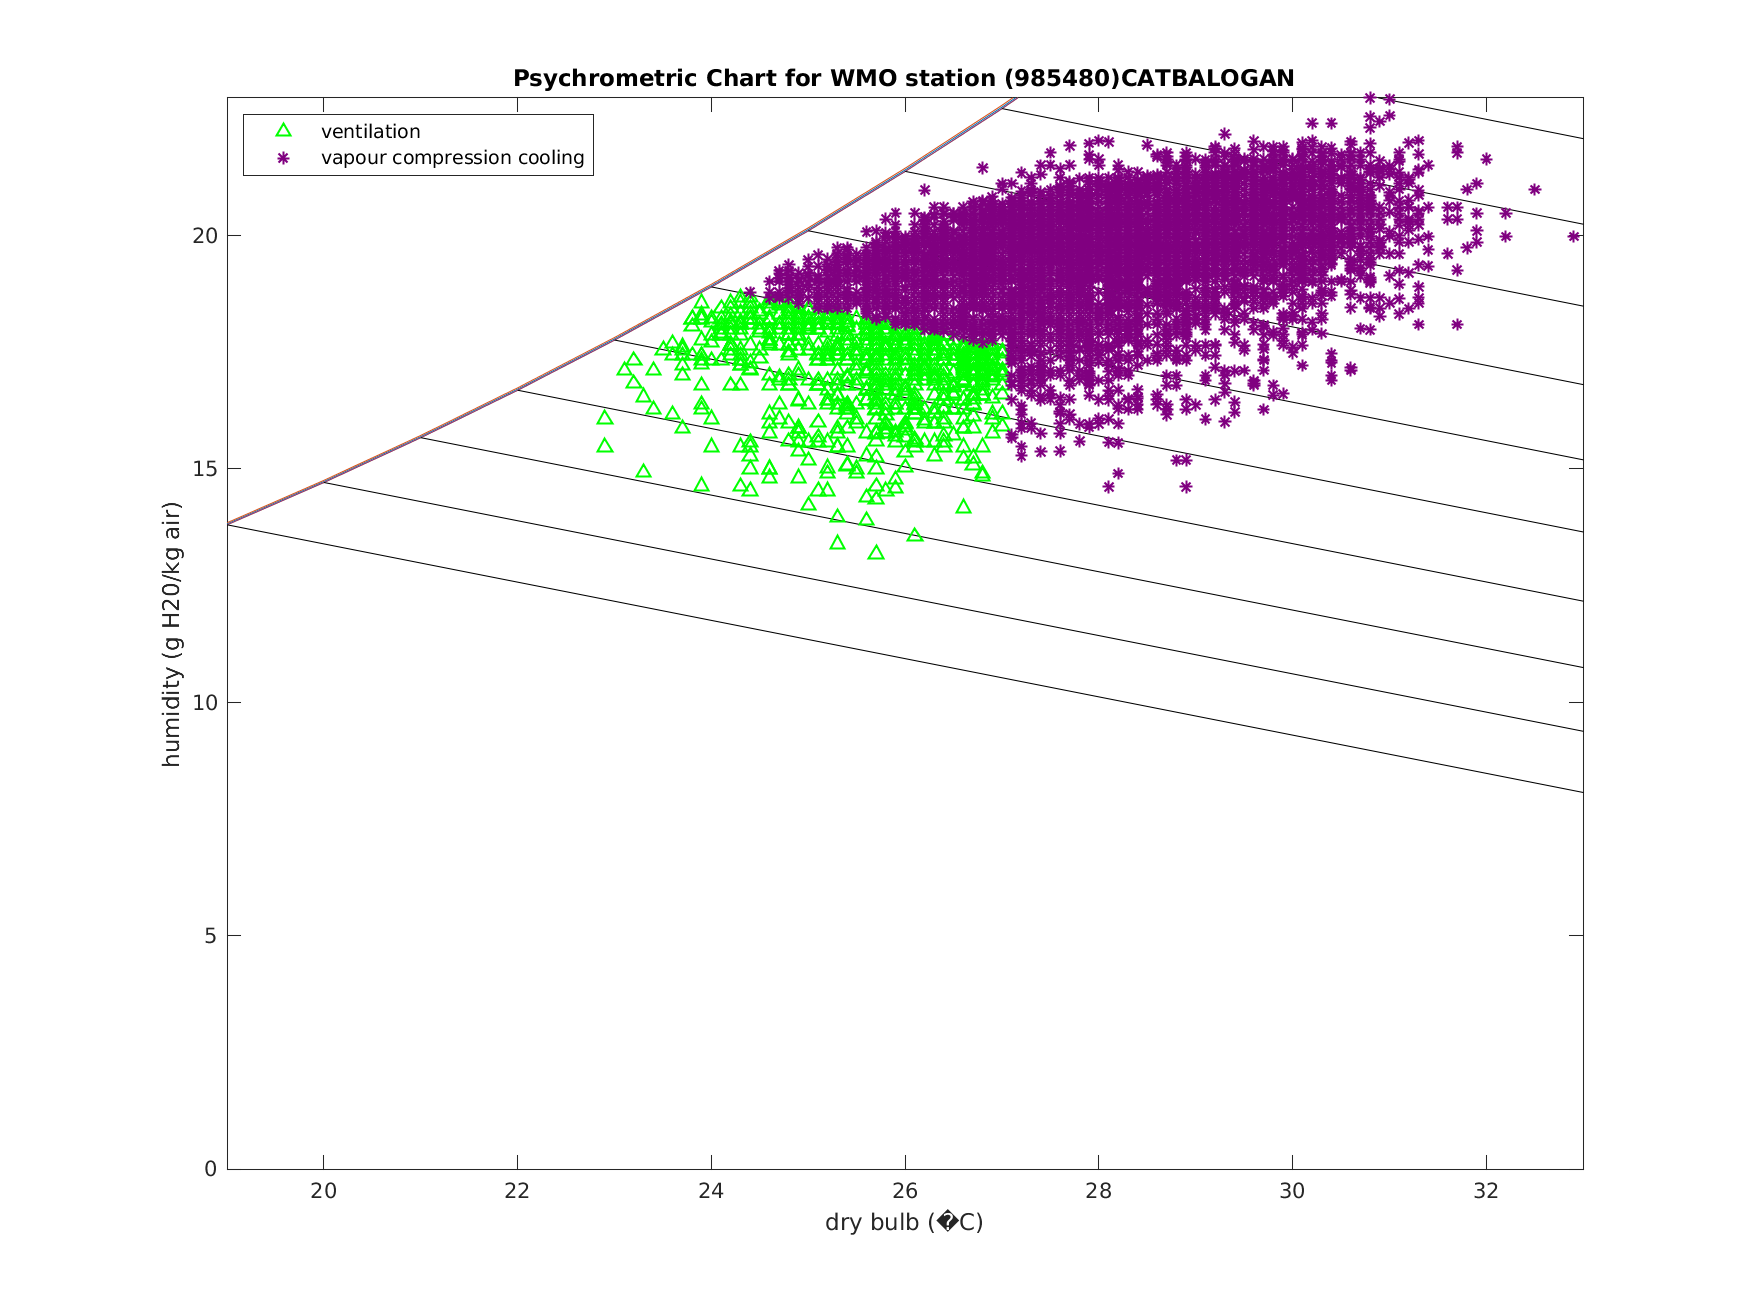 Psychrometric Chart for WMO station (985480)CATBALOGAN
ventilation
vapour compression cooling
20
15
10
5
0
humidity (g H20/kg air)
20 22 24 26 28 30 32
dry bulb (�C)